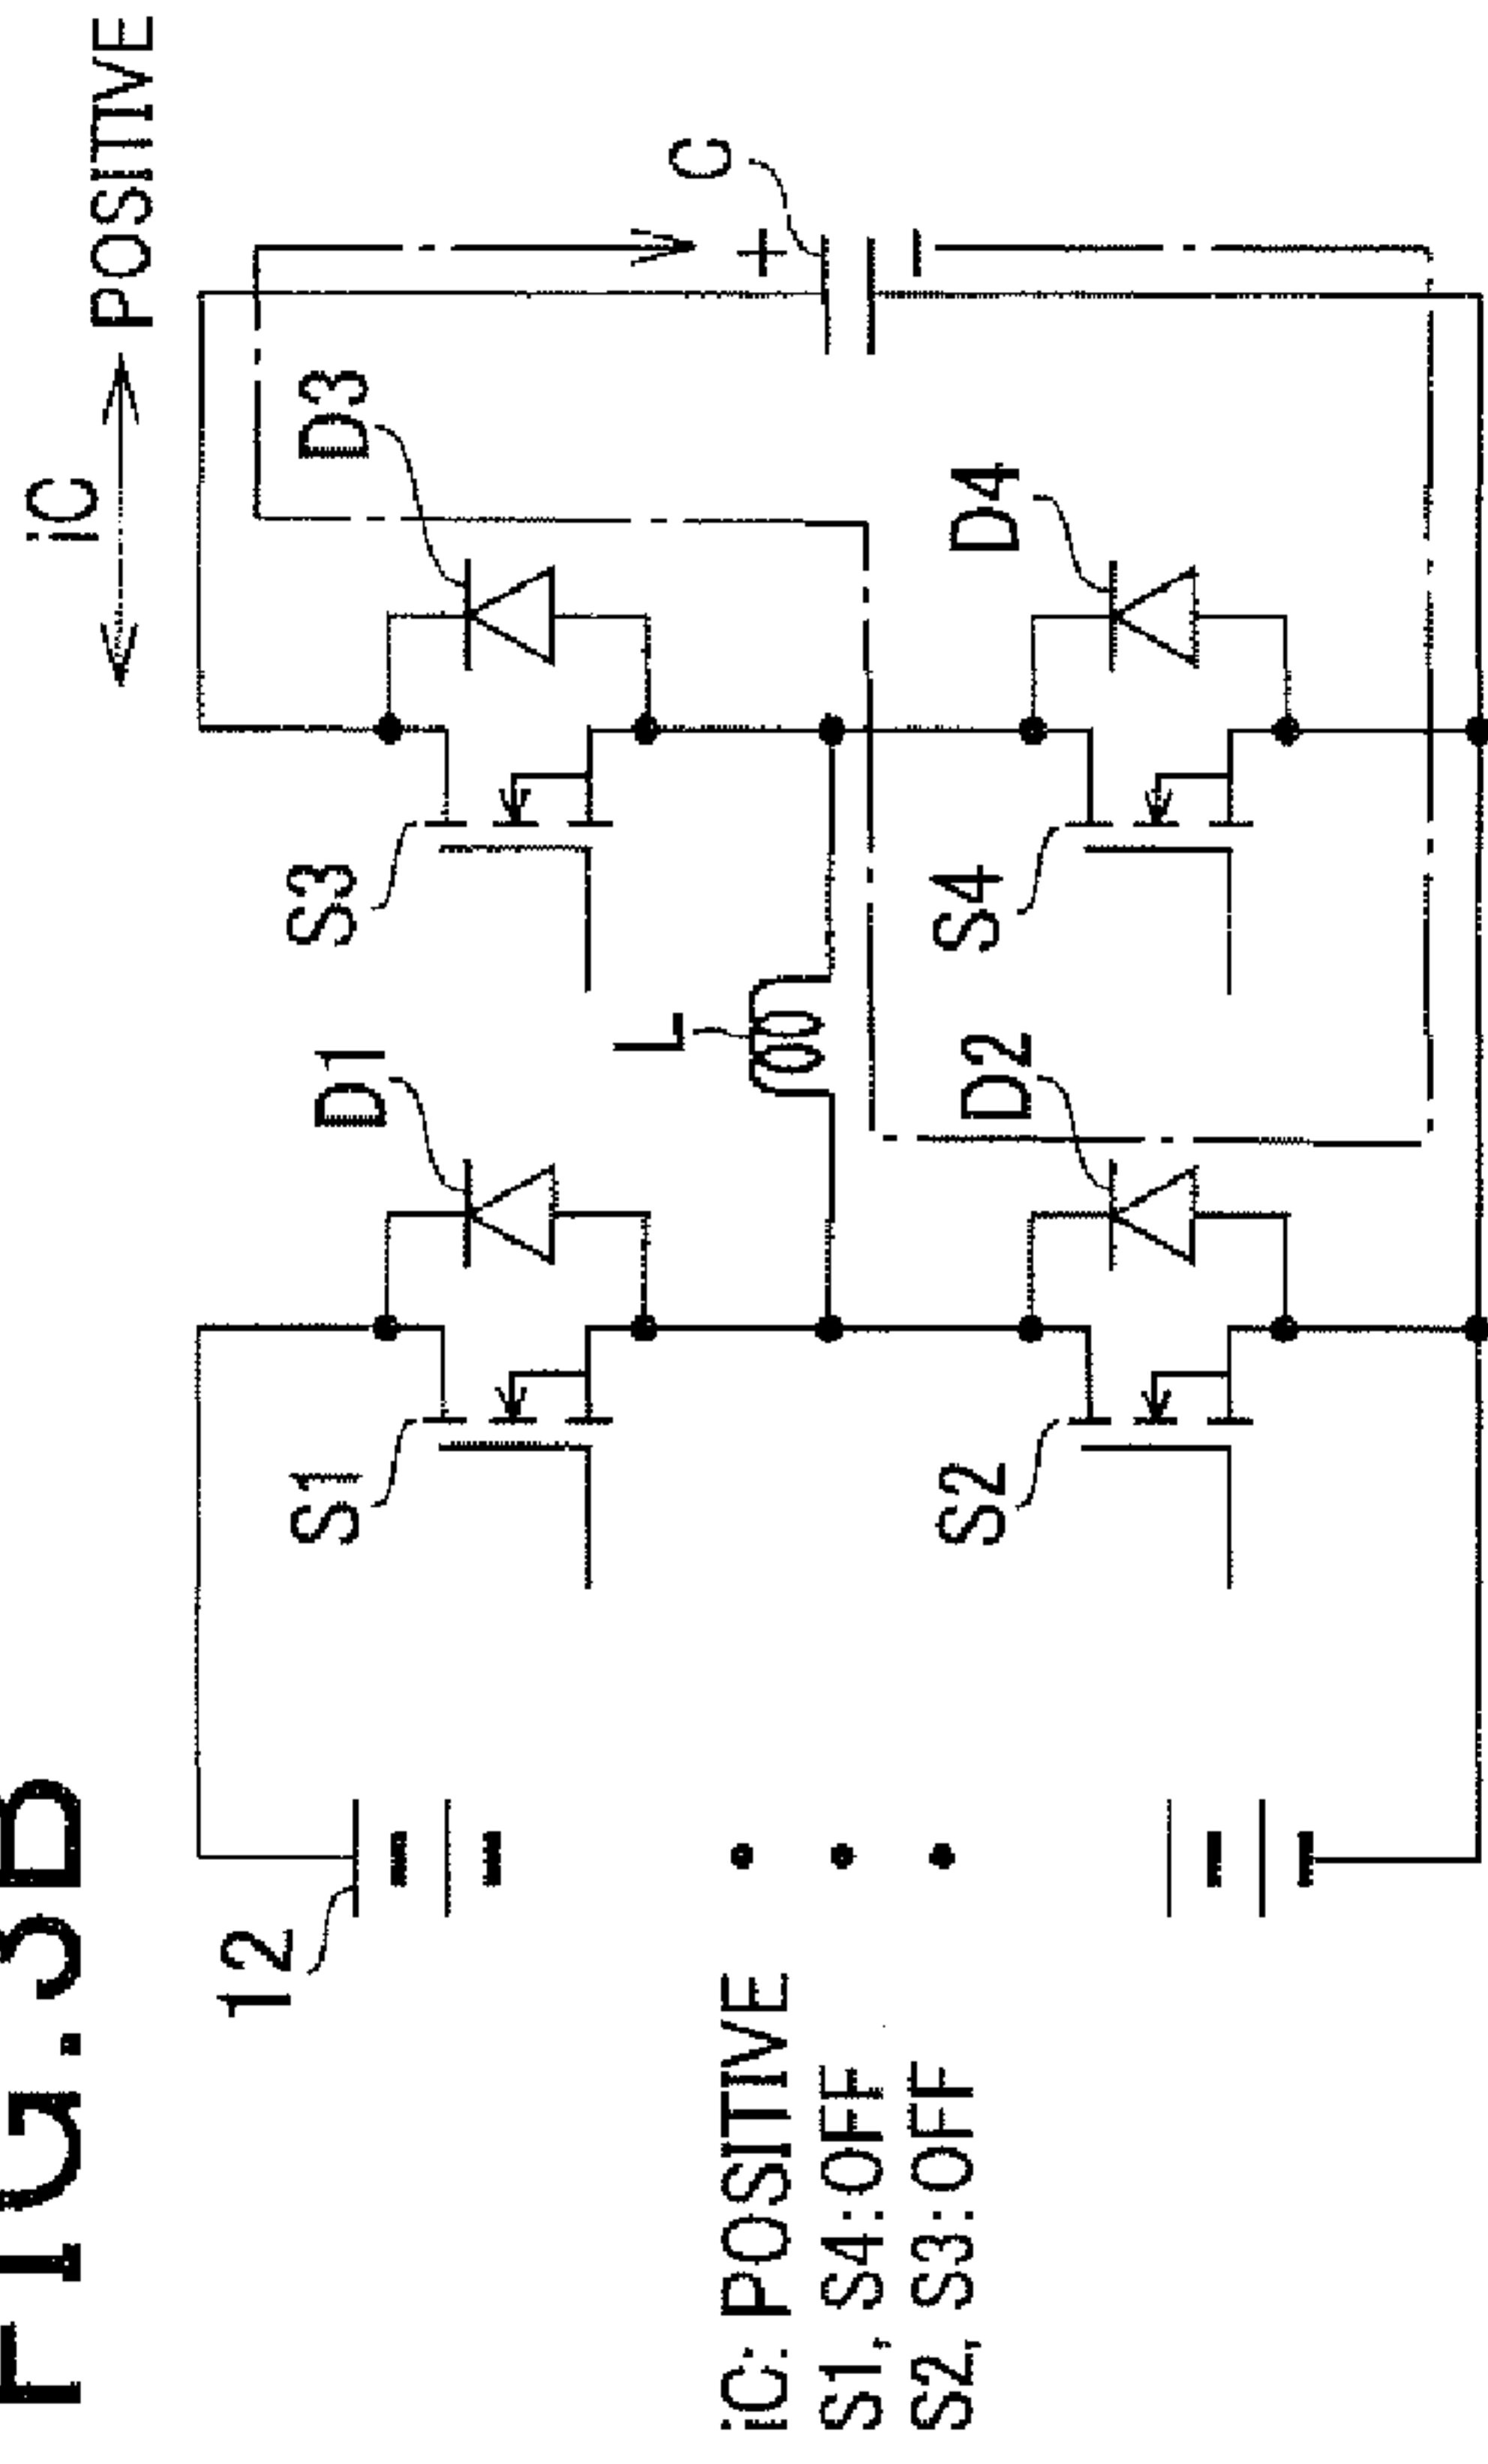 FIG. 3B
iC
POSITIVE
12
S1
D1
S3
D3
L
C
+
−
S2
D2
S4
D4
iC: POSITIVE
S1, S4:OFF
S2, S3:OFF